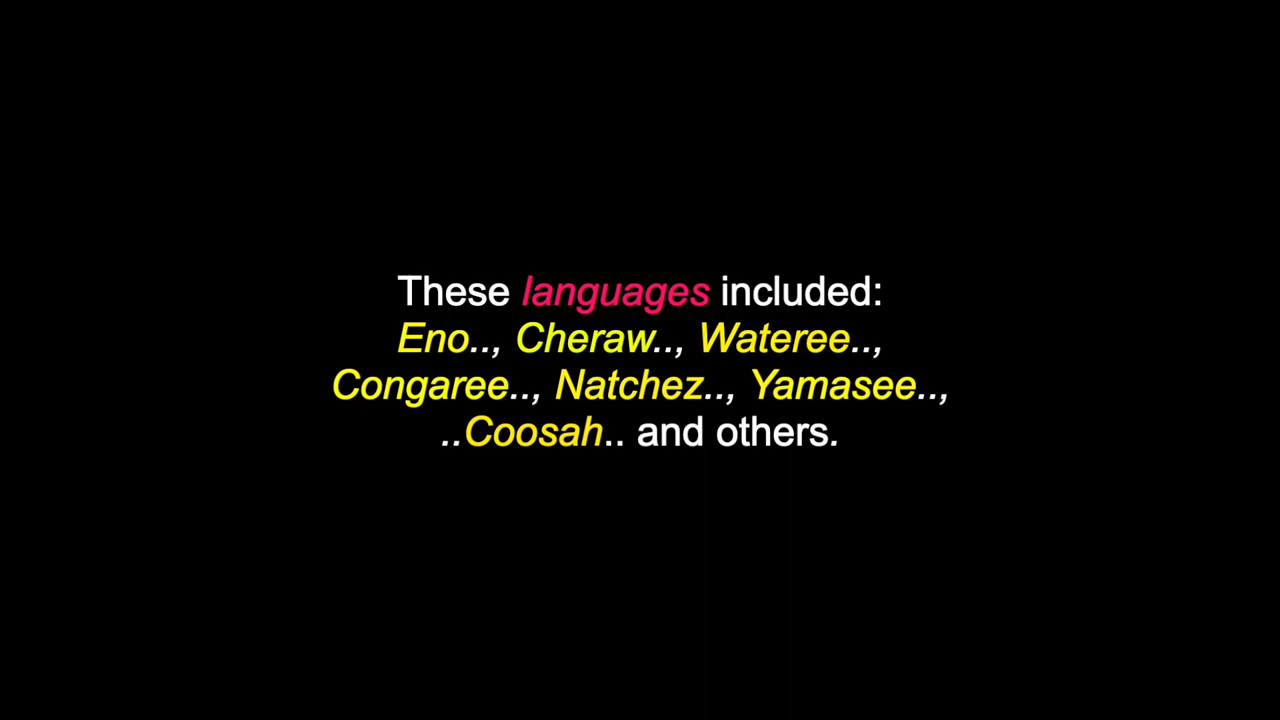 These languages included:
Eno.., Cheraw.., Wateree..,
Congaree.., Natchez.., Yamasee..,
..Coosah.. and others.